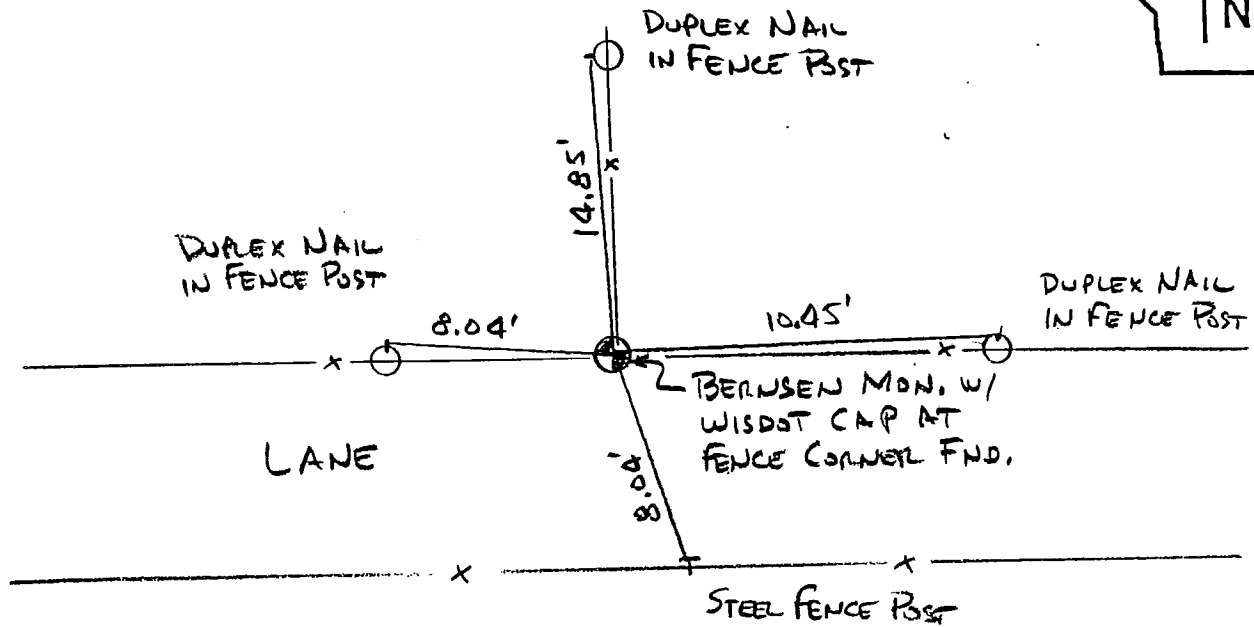 DUPLEX NAIL
IN FENCE POST
N
14.85'
DUPLEX NAIL
IN FENCE POST
8.04'
10.45'
DUPLEX NAIL
IN FENCE POST
BERNSEN MON. W/
WISDOT CAP AT
FENCE CORNER FND.
LANE
8.04'
STEEL FENCE POST